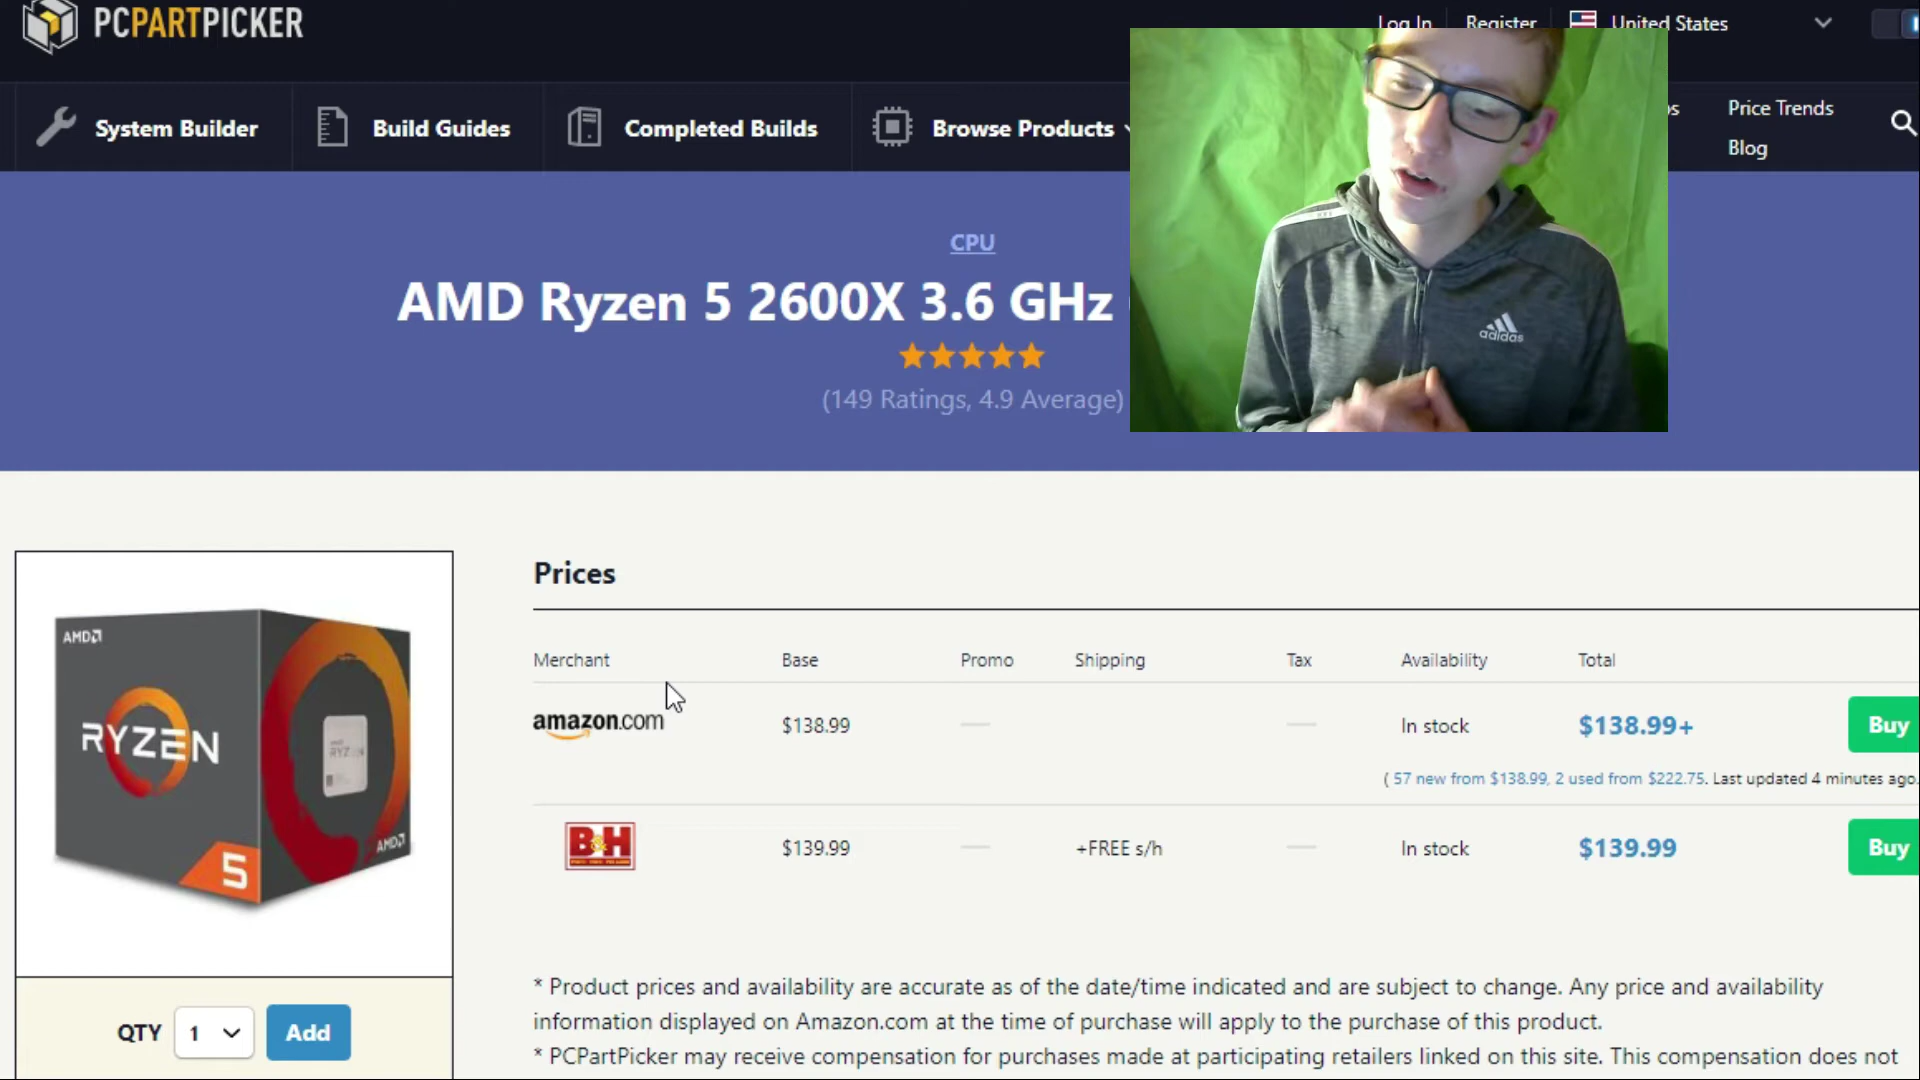 PCPARTPICKER
Log In
Register
United States
System Builder
Build Guides
Completed Builds
Browse Products
Price Trends
Blog
CPU
AMD Ryzen 5 2600X 3.6 GHz
(149 Ratings, 4.9 Average)
adidas
Prices
Merchant Base Promo Shipping Tax Availability Total
amazon.com $138.99 In stock $138.99+ Buy
( 57 new from $138.99, 2 used from $222.75. Last updated 4 minutes ago.
B&H $139.99 +FREE s/h In stock $139.99 Buy
AMD
RYZEN
RYZEN
5
AMD
QTY 1 Add
* Product prices and availability are accurate as of the date/time indicated and are subject to change. Any price and availability
information displayed on Amazon.com at the time of purchase will apply to the purchase of this product.
* PCPartPicker may receive compensation for purchases made at participating retailers linked on this site. This compensation does not